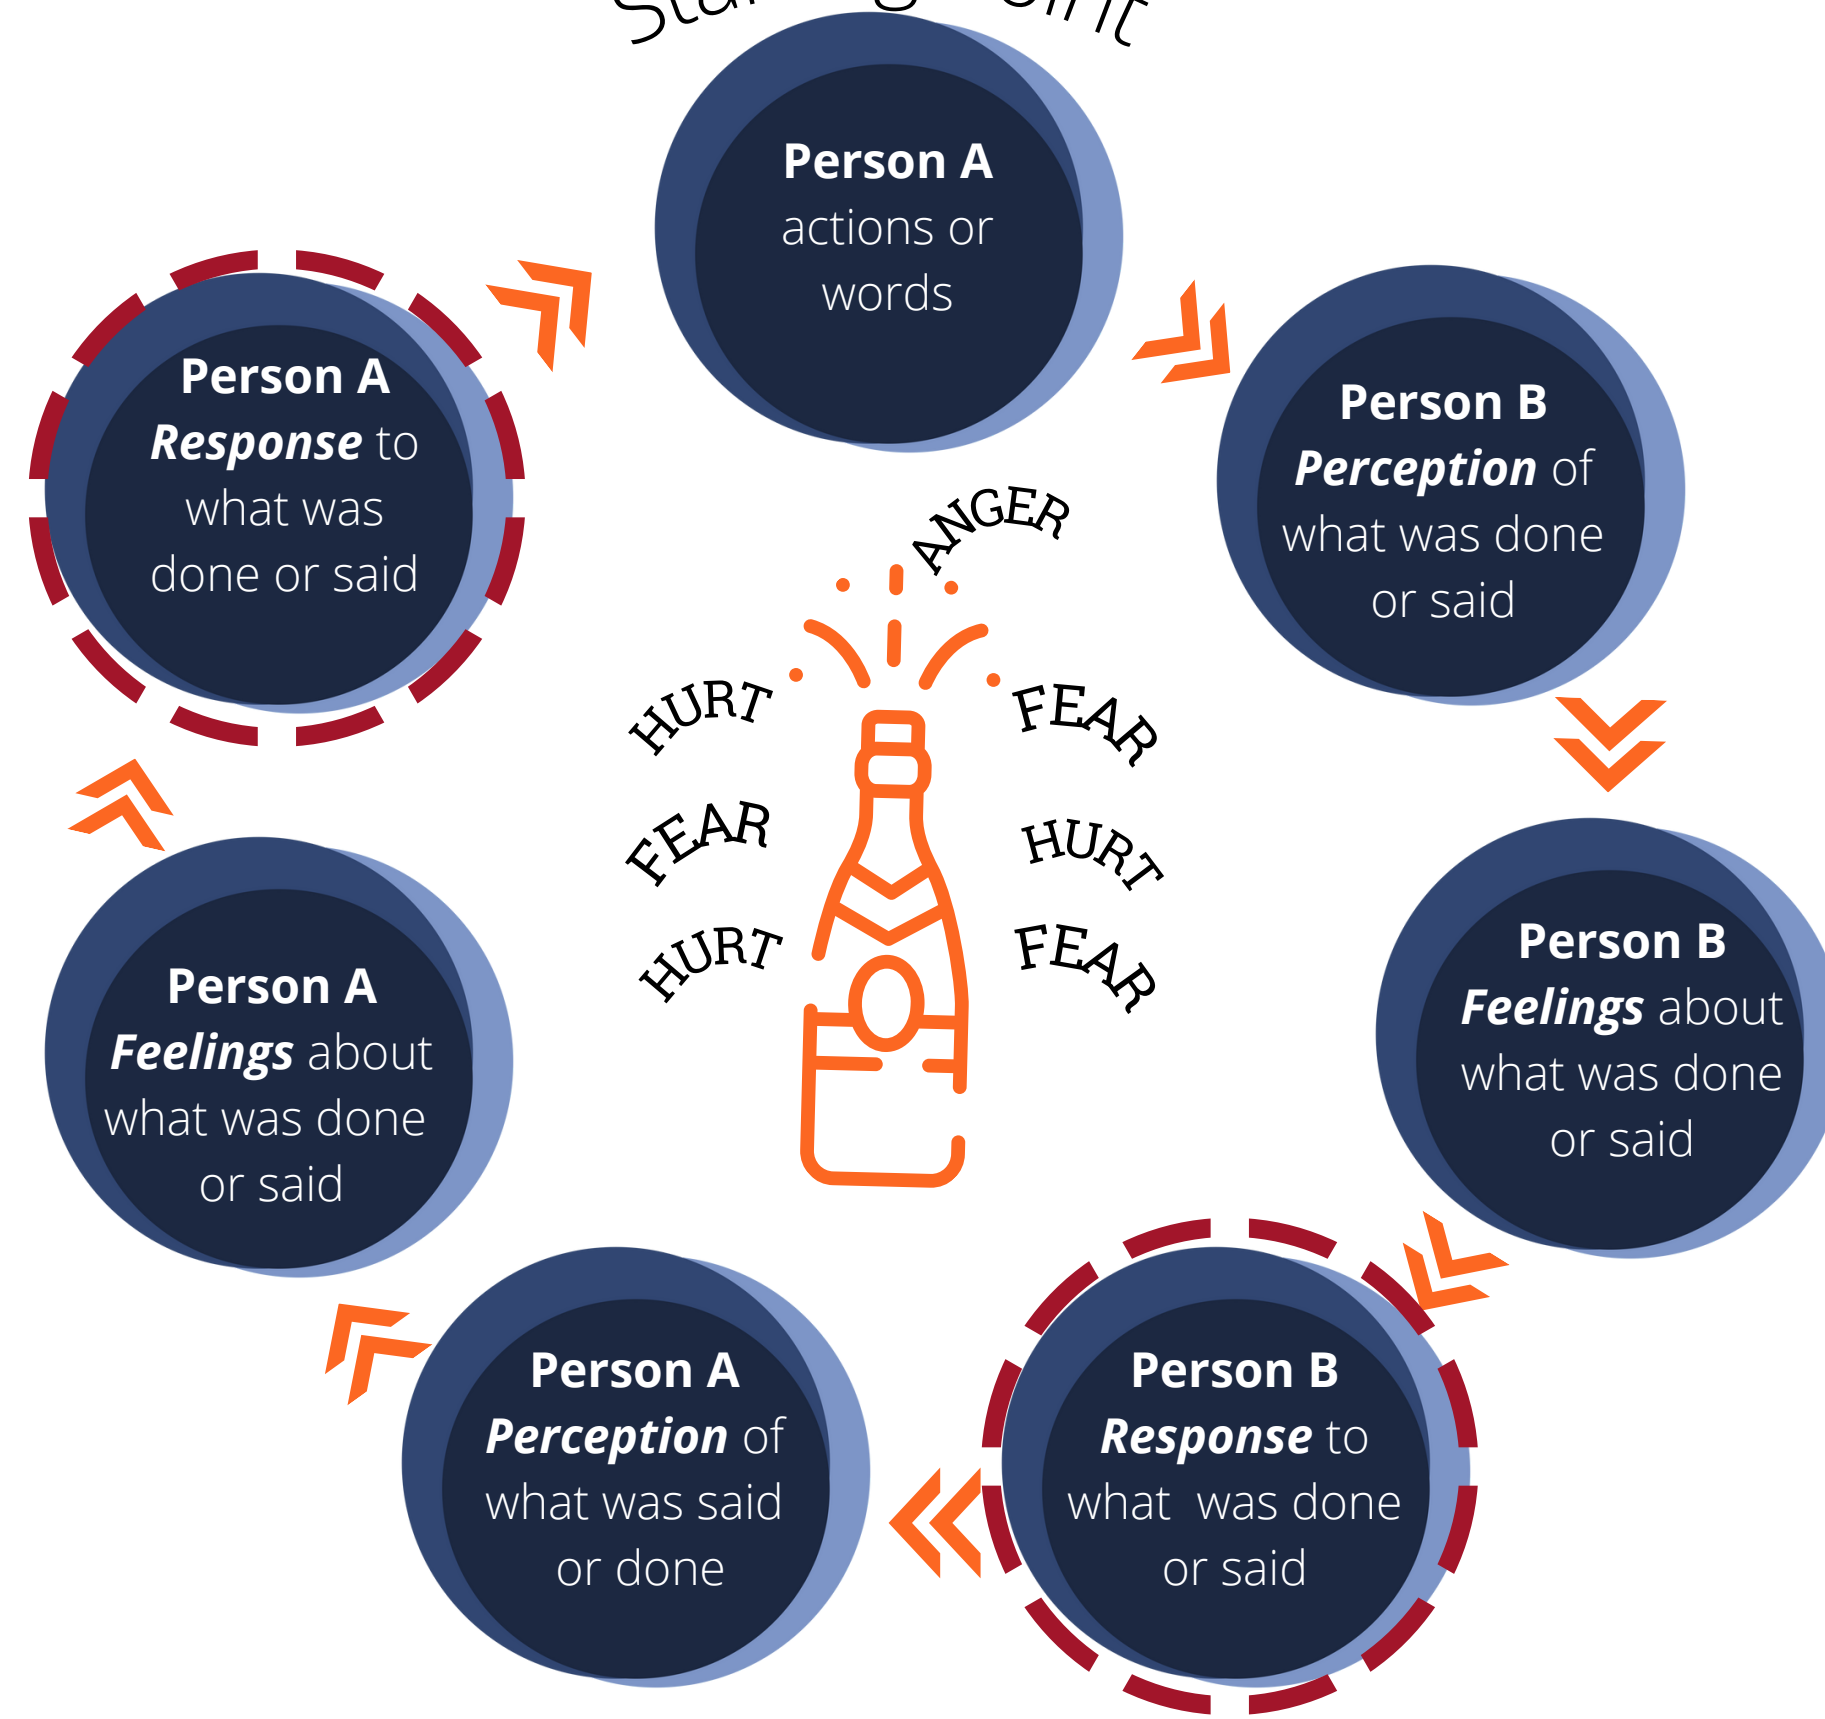 Person A
actions or
words
Person B
Perception of
what was done
or said
Person B
Feelings about
what was done
or said
Person B
Response to
what was done
or said
Person A
Perception of
what was said
or done
Person A
Feelings about
what was done
or said
Person A
Response to
what was
done or said
ANGER
HURT
FEAR
FEAR
HURT
HURT
FEAR